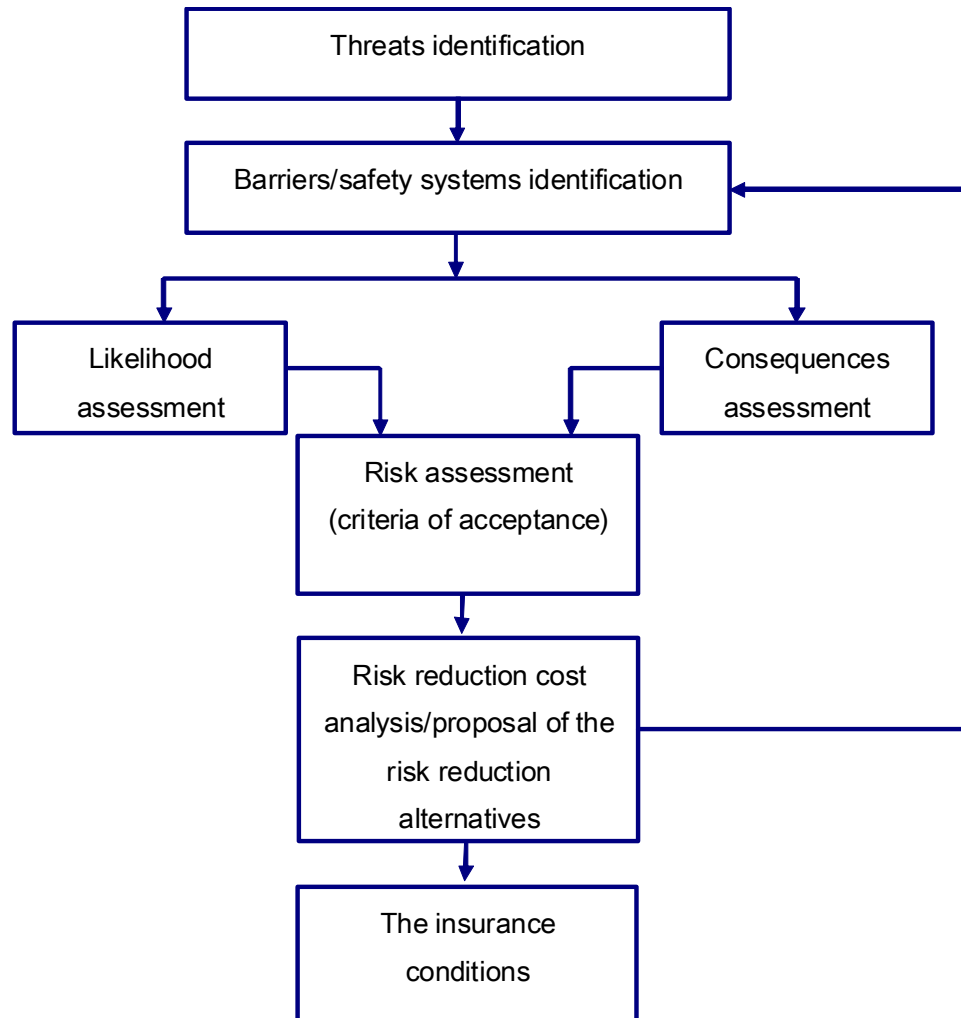 Threats identification
Barriers/safety systems identification
Likelihood
assessment
Consequences
assessment
Risk assessment
(criteria of acceptance)
Risk reduction cost
analysis/proposal of the
risk reduction
alternatives
The insurance
conditions